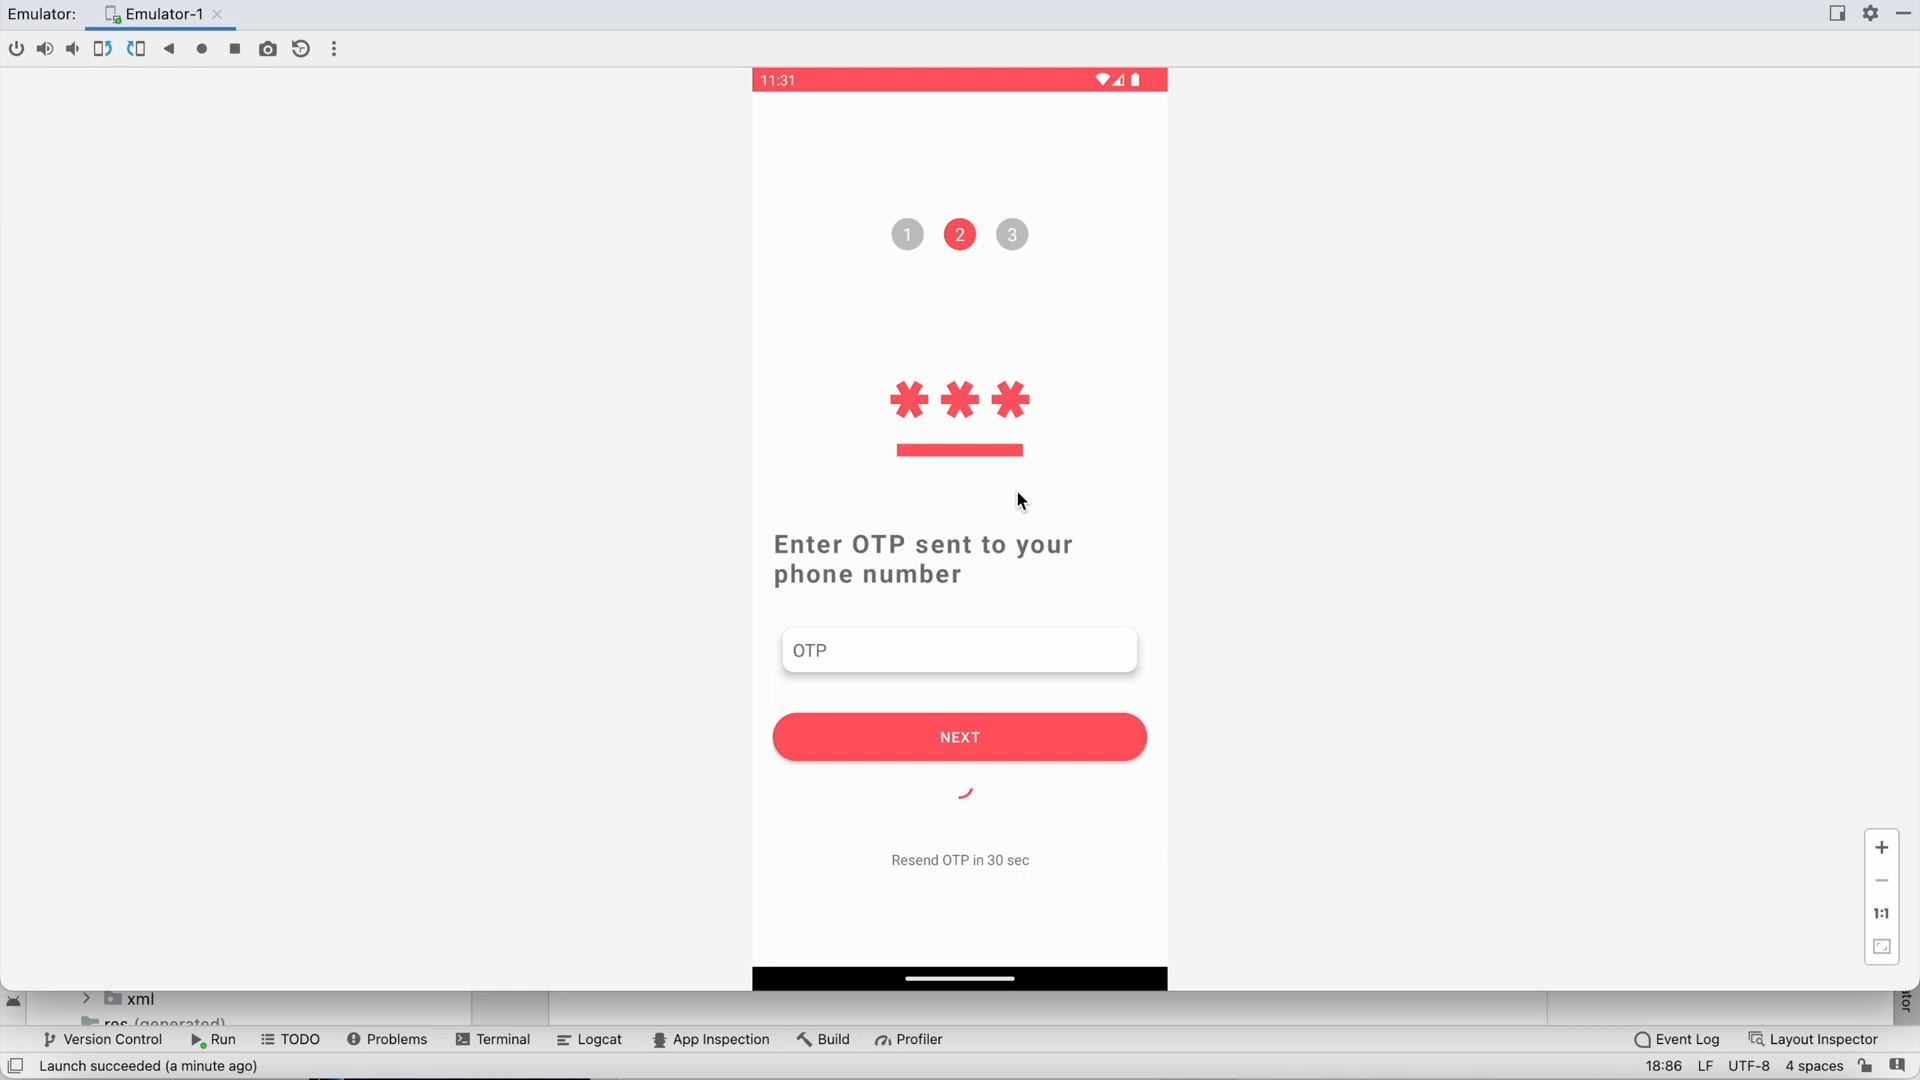 Emulator: Emulator-1
11:31
1 2 3
***
Enter OTP sent to your
phone number
OTP
NEXT
Resend OTP in 30 sec
1:1
xml
res (generated)
Version Control Run TODO Problems Terminal Logcat App Inspection Build Profiler Event Log Layout Inspector
Launch succeeded (a minute ago) 18:86 LF UTF-8 4 spaces